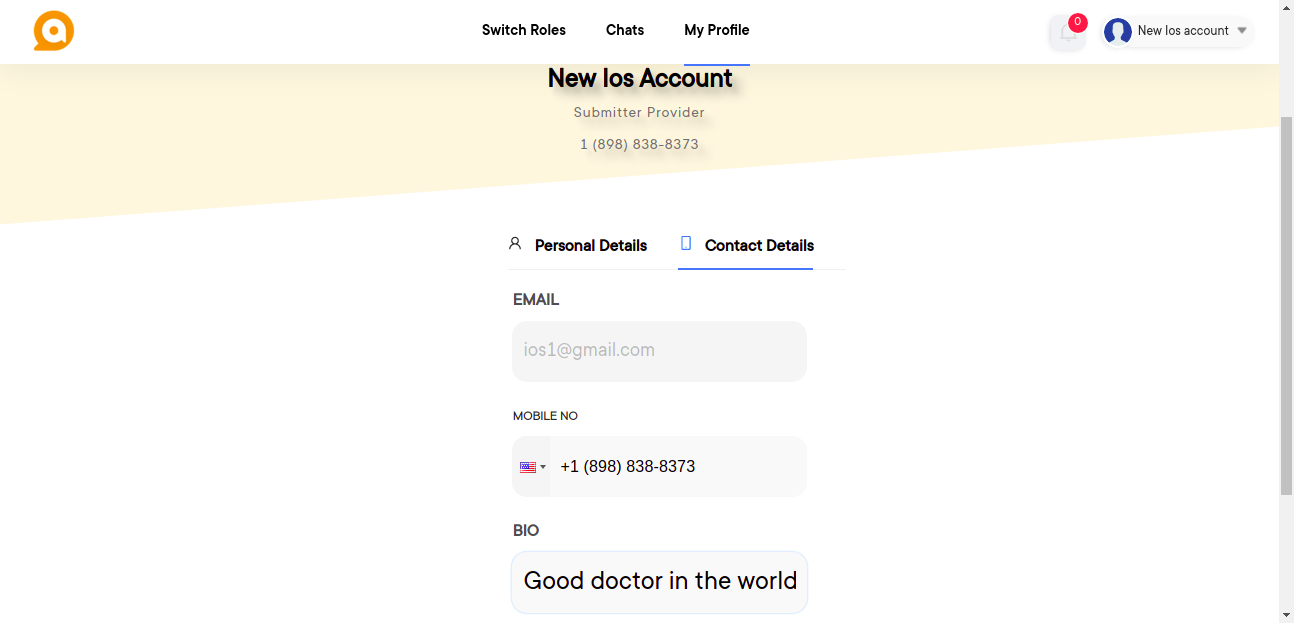 Switch Roles Chats My Profile 0 New Ios account
New Ios Account
Submitter Provider
1 (898) 838-8373
Personal Details Contact Details
EMAIL
ios1@gmail.com
MOBILE NO
+1 (898) 838-8373
BIO
Good doctor in the world